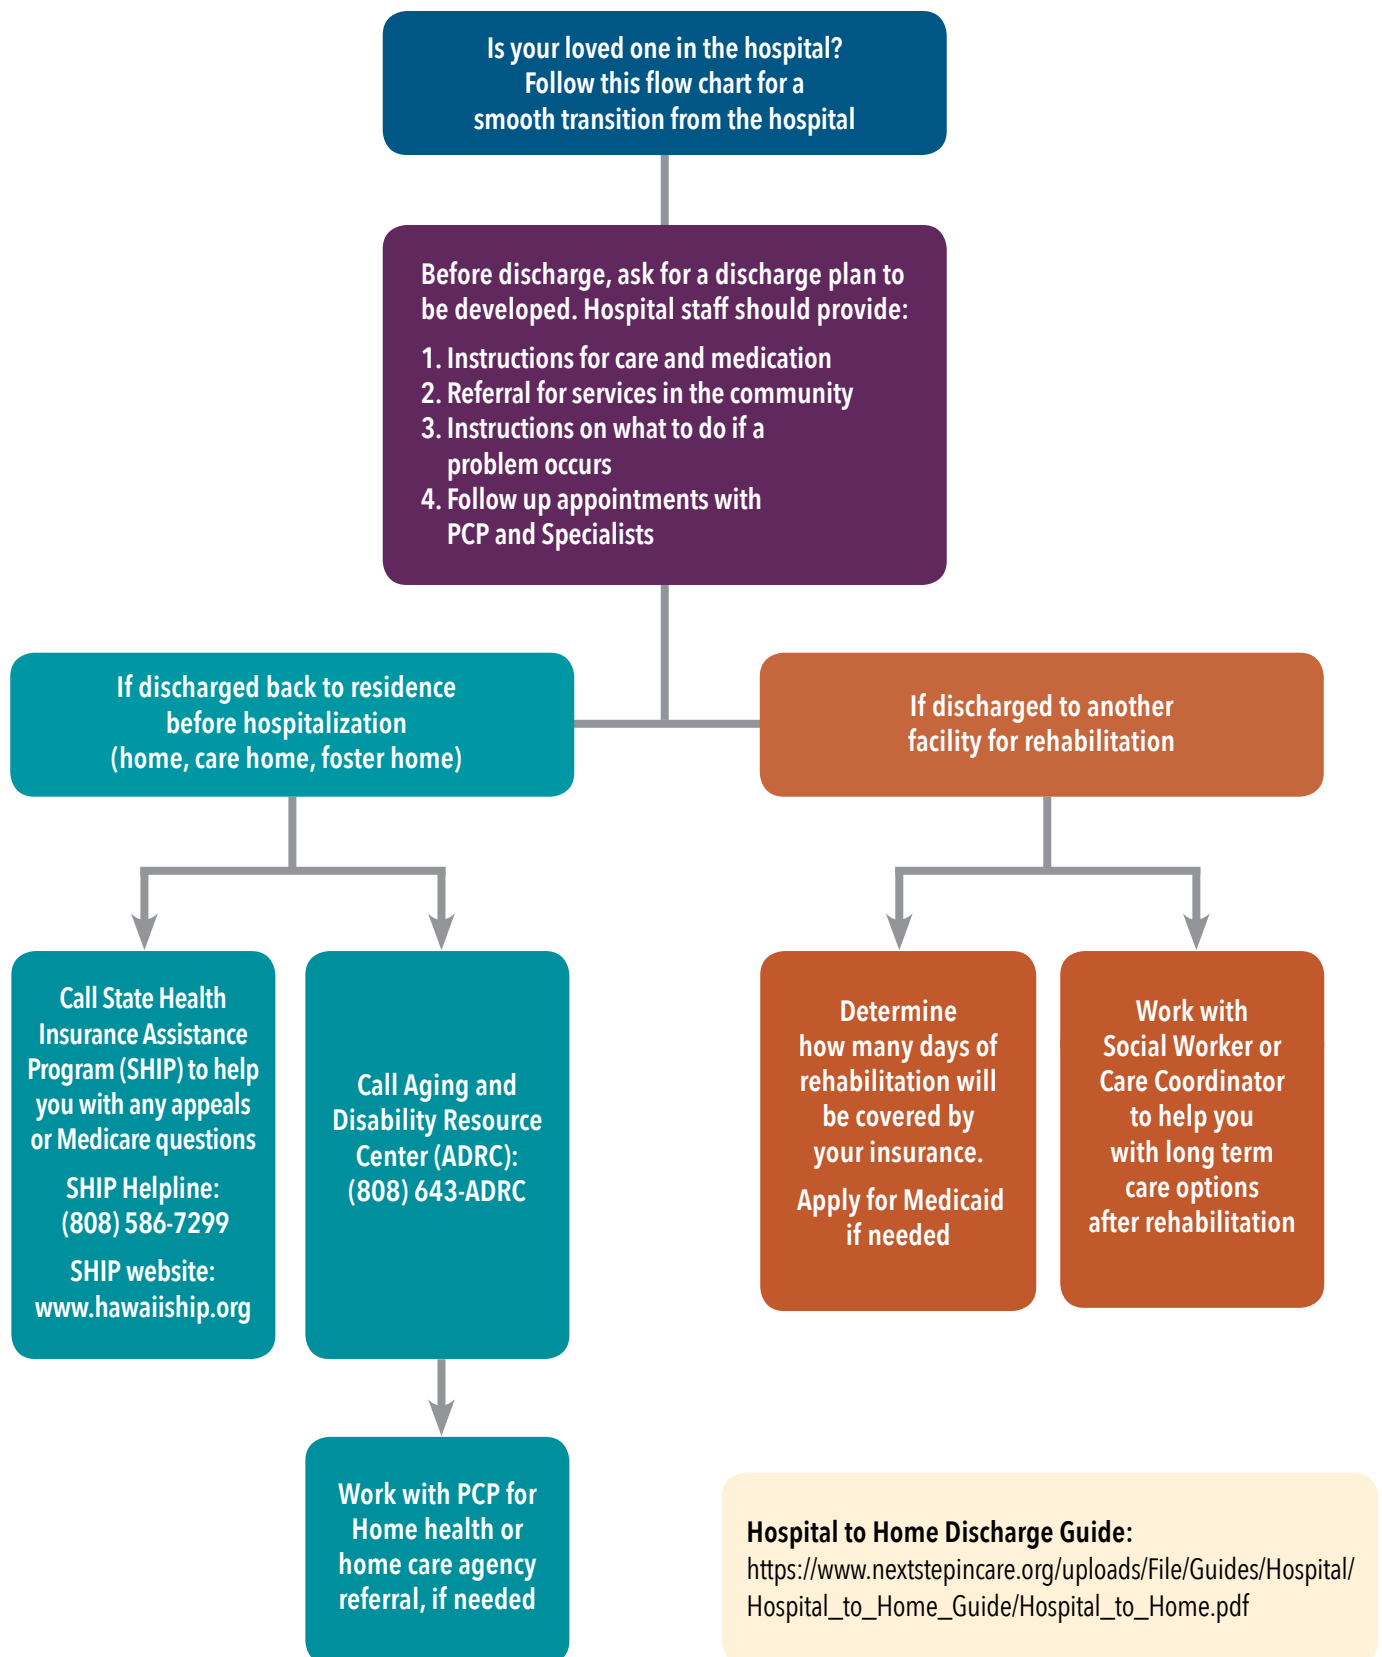 Is your loved one in the hospital?
Follow this flow chart for a
smooth transition from the hospital
Before discharge, ask for a discharge plan to
be developed. Hospital staff should provide:
1. Instructions for care and medication
2. Referral for services in the community
3. Instructions on what to do if a
problem occurs
4. Follow up appointments with
PCP and Specialists
If discharged back to residence
before hospitalization
(home, care home, foster home)
If discharged to another
facility for rehabilitation
Call State Health
Insurance Assistance
Program (SHIP) to help
you with any appeals
or Medicare questions
SHIP Helpline:
(808) 586-7299
SHIP website:
www.hawaiiship.org
Call Aging and
Disability Resource
Center (ADRC):
(808) 643-ADRC
Determine
how many days of
rehabilitation will
be covered by
your insurance.
Apply for Medicaid
if needed
Work with
Social Worker or
Care Coordinator
to help you
with long term
care options
after rehabilitation
Work with PCP for
Home health or
home care agency
referral, if needed
Hospital to Home Discharge Guide:
https://www.nextstepincare.org/uploads/File/Guides/Hospital/
Hospital_to_Home_Guide/Hospital_to_Home.pdf